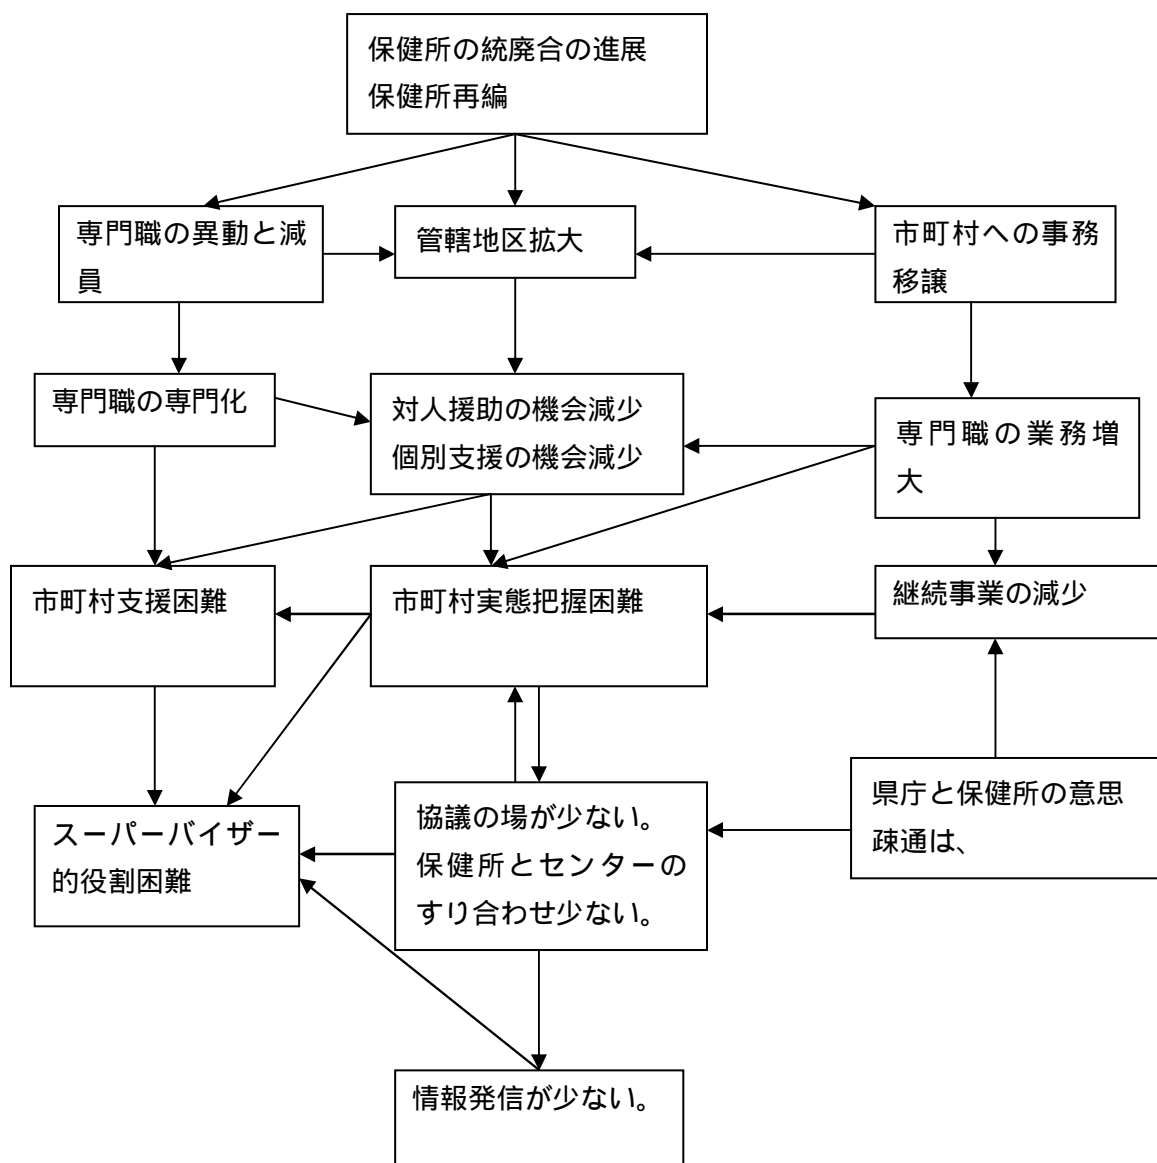 保健所の統廃合の進展
保健所再編
専門職の異動と減
員
管轄地区拡大
市町村への事務
移譲
専門職の専門化
対人援助の機会減少
個別支援の機会減少
専門職の業務増
大
市町村支援困難
市町村実態把握困難
継続事業の減少
スーパーバイザー
的役割困難
協議の場が少ない。
保健所とセンターの
すり合わせ少ない。
県庁と保健所の意思
疎通は、
情報発信が少ない。